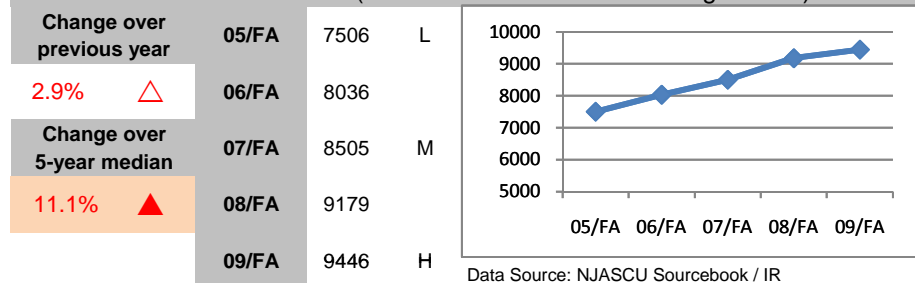 Change over
previous year
2.9% △
Change over
5-year median
11.1% ▲
05/FA 7506 L
06/FA 8036
07/FA 8505 M
08/FA 9179
09/FA 9446 H
10000
9000
8000
7000
6000
5000
05/FA 06/FA 07/FA 08/FA 09/FA
Data Source: NJASCU Sourcebook / IR